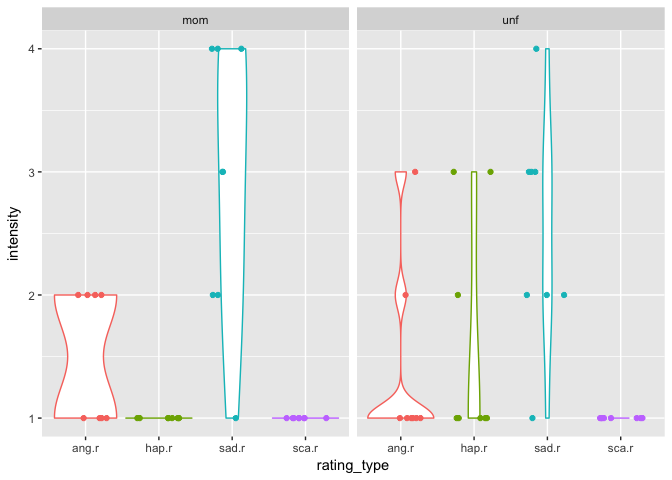 mom unf
4
3
2
1
intensity
ang.r hap.r sad.r sca.r ang.r hap.r sad.r sca.r
rating_type